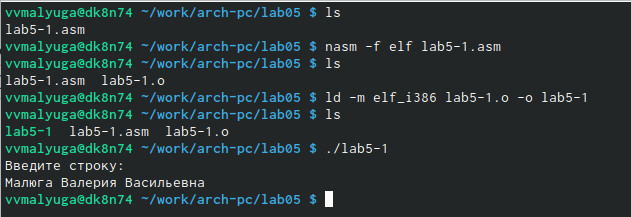 vvmalyuga@dk8n74 ~/work/arch-pc/lab05 $ ls
lab5-1.asm
vvmalyuga@dk8n74 ~/work/arch-pc/lab05 $ nasm -f elf lab5-1.asm
vvmalyuga@dk8n74 ~/work/arch-pc/lab05 $ ls
lab5-1.asm  lab5-1.o
vvmalyuga@dk8n74 ~/work/arch-pc/lab05 $ ld -m elf_i386 lab5-1.o -o lab5-1
vvmalyuga@dk8n74 ~/work/arch-pc/lab05 $ ls
lab5-1  lab5-1.asm  lab5-1.o
vvmalyuga@dk8n74 ~/work/arch-pc/lab05 $ ./lab5-1
Введите строку:
Малюга Валерия Васильевна
vvmalyuga@dk8n74 ~/work/arch-pc/lab05 $